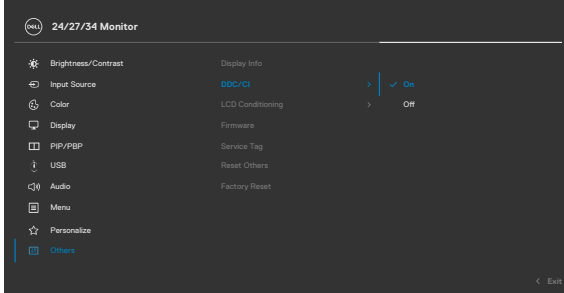 DELL
24/27/34 Monitor
Brightness/Contrast
Input Source
Color
Display
PIP/PBP
USB
Audio
Menu
Personalize
Others
Display Info
DDC/CI
LCD Conditioning
Firmware
Service Tag
Reset Others
Factory Reset
On
Off
Exit